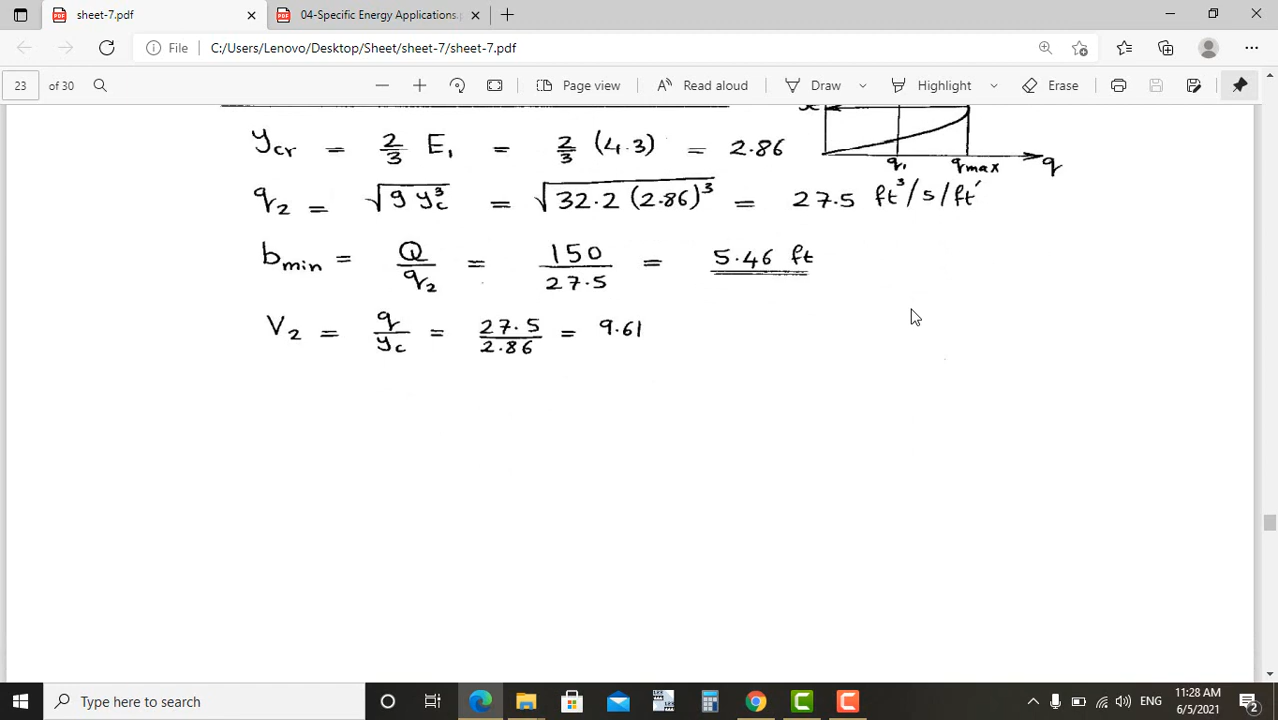 sheet-7.pdf
04-Specific Energy Applications.
File C:/Users/Lenovo/Desktop/Sheet/sheet-7/sheet-7.pdf
23 of 30 Page view Read aloud Draw Highlight Erase
ycr = 2/3 E1 = 2/3 (4.3) = 2.86
q1 qmax q
q2 = √g yc³ = √32.2 (2.86)³ = 27.5 ft³/s/ft'
bmin = Q/q2 = 150/27.5 = 5.46 ft
V2 = q/yc = 27.5/2.86 = 9.61
Type here to search
ENG
11:28 AM
6/5/2021
2